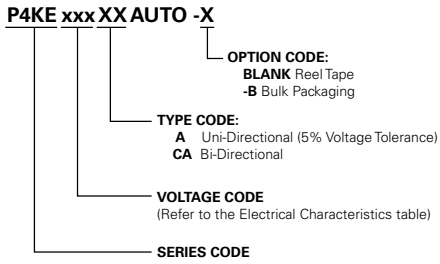 P4KE xxx XX AUTO -X
OPTION CODE:
BLANK Reel Tape
-B Bulk Packaging
TYPE CODE:
A Uni-Directional (5% Voltage Tolerance)
CA Bi-Directional
VOLTAGE CODE
(Refer to the Electrical Characteristics table)
SERIES CODE